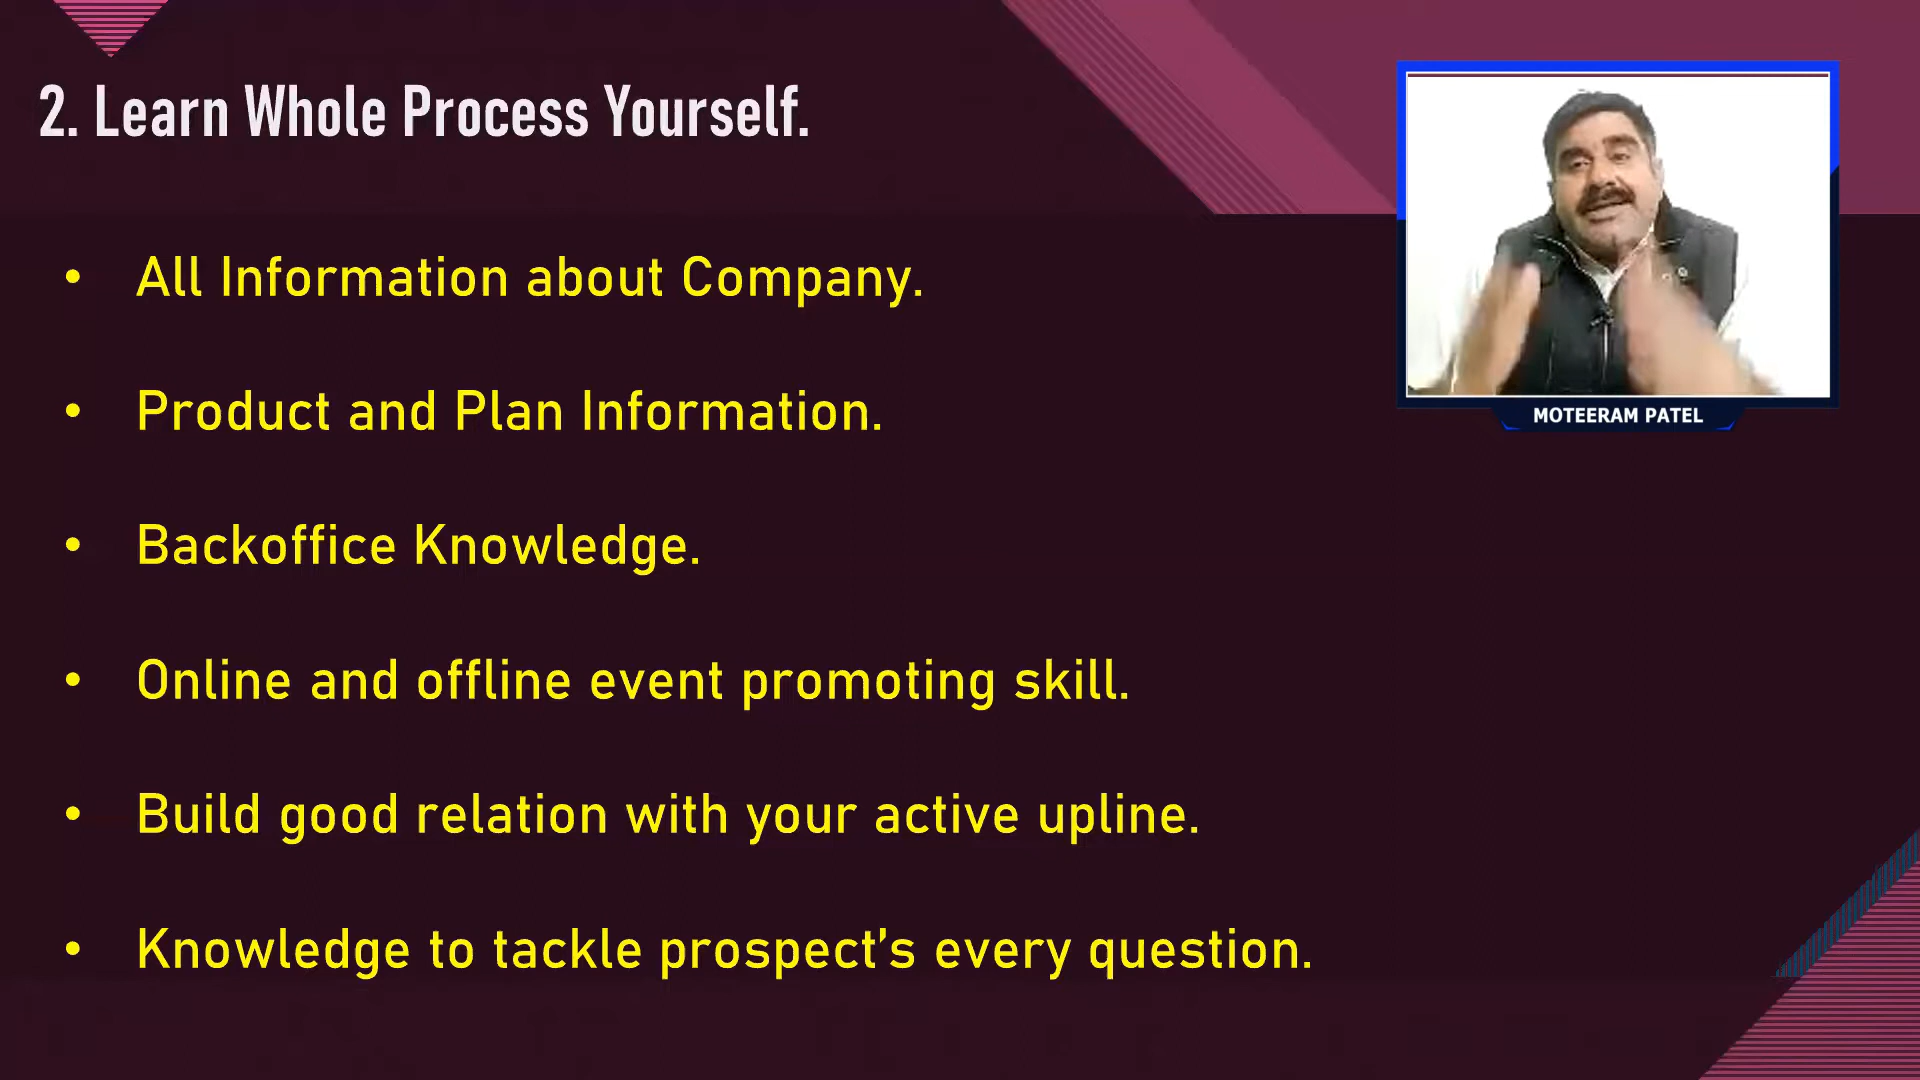 2. Learn Whole Process Yourself.
• All Information about Company.
• Product and Plan Information.
• Backoffice Knowledge.
• Online and offline event promoting skill.
• Build good relation with your active upline.
• Knowledge to tackle prospect’s every question.
MOTEERAM PATEL